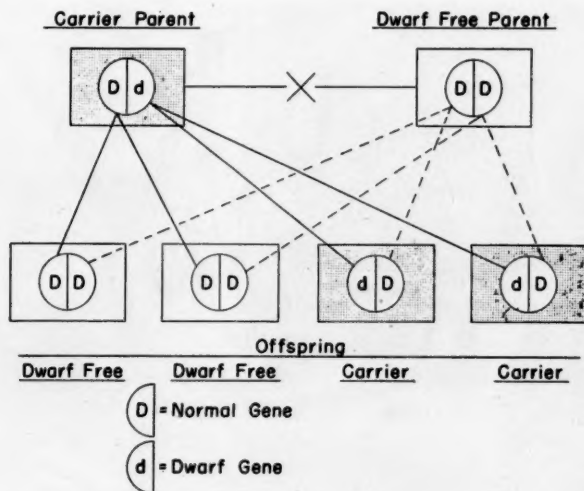 Carrier Parent Dwarf Free Parent
D d D D
D D D D d D d D
Offspring
Dwarf Free Dwarf Free Carrier Carrier
D = Normal Gene
d = Dwarf Gene